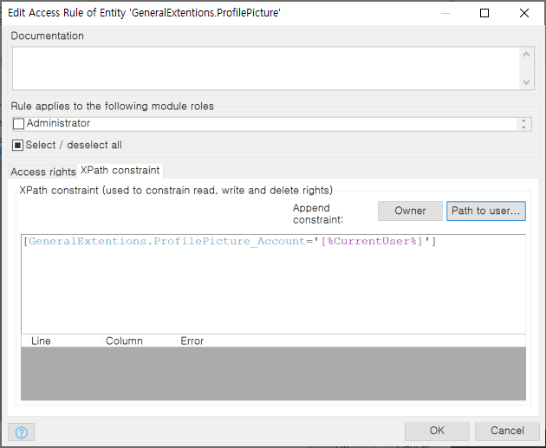 Edit Access Rule of Entity 'GeneralExtentions.ProfilePicture'
Documentation
Rule applies to the following module roles
Administrator
Select / deselect all
Access rights XPath constraint
XPath constraint (used to constrain read, write and delete rights)
Append constraint: Owner Path to user...
[GeneralExtentions.ProfilePicture_Account='[%CurrentUser%]']
Line Column Error
OK Cancel